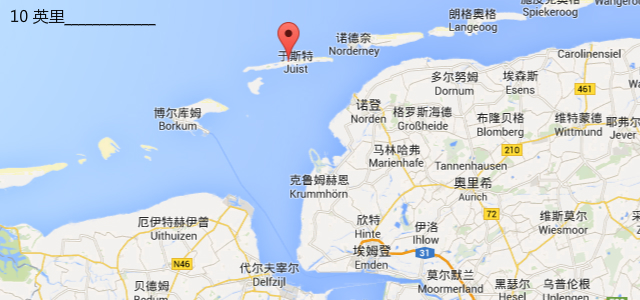 10 英里
朗格奥格
Langeoog
Spiekeroog
Wangeroo
诺德奈
Norderney
于斯特
Juist
Carolinensiel
多尔努姆
Dornum
埃森斯
Esens
461
诺登
Norden
格罗斯海德
Großheide
布隆贝格
Blomberg
维特蒙德
Wittmund
耶弗尔
Jever
博尔库姆
Borkum
马林哈弗
Marienhafe
210
Tannenhausen
克鲁姆赫恩
Krummhörn
奥里希
Aurich
72
欣特
Hinte
伊洛
Ihlow
维斯莫尔
Wiesmoor
厄伊特赫伊曾
Uithuizen
埃姆登
Emden
31
N46
代尔夫宰尔
Delfzijl
莫尔默兰
Moormerland
贝德姆
Bedum
黑瑟尔
Hesel
乌普伦根
Uplengen